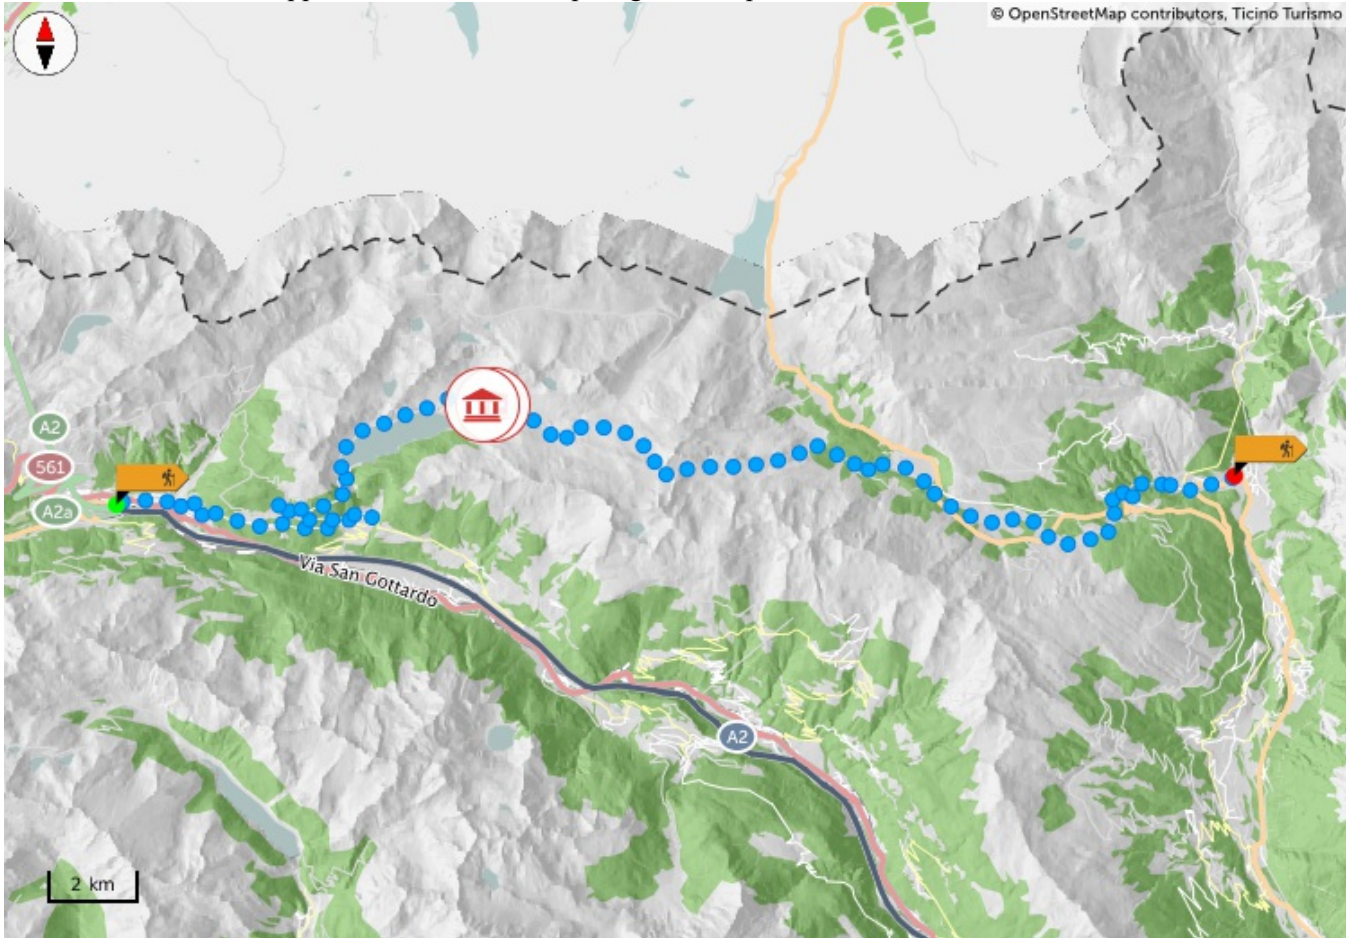 © OpenStreetMap contributors, Ticino Turismo
A2
561
A2a
Via San Gottardo
A2
2 km